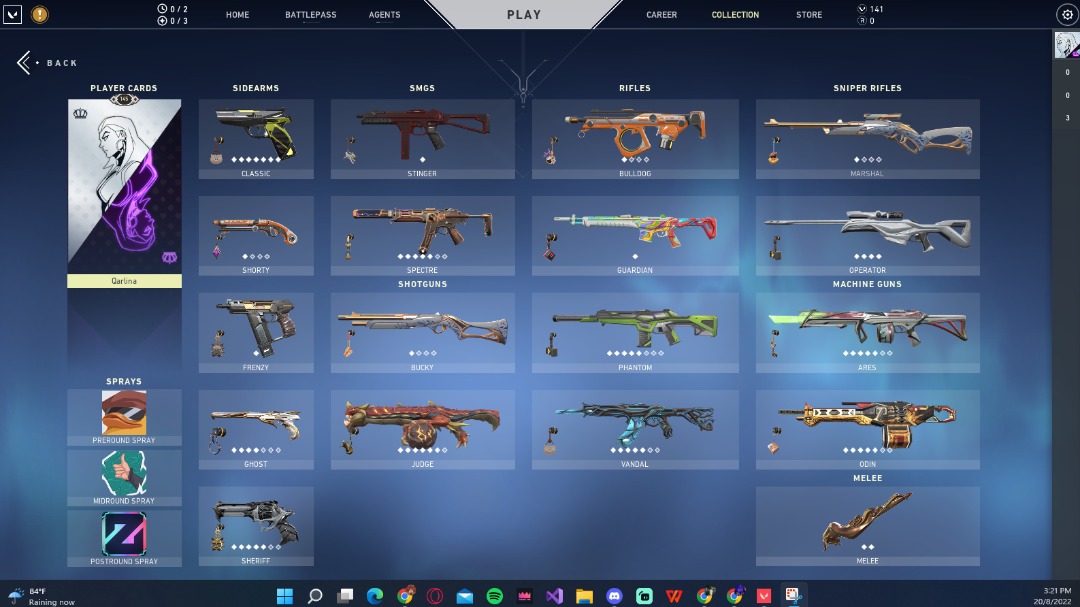 0 / 2
0 / 3
HOME
BATTLEPASS
AGENTS
PLAY
CAREER
COLLECTION
STORE
141
0
BACK
PLAYER CARDS
SIDEARMS
SMGS
RIFLES
SNIPER RIFLES
145
0
0
3
CLASSIC
STINGER
BULLDOG
MARSHAL
SHORTY
SPECTRE
GUARDIAN
OPERATOR
Qarlina
SHOTGUNS
MACHINE GUNS
FRENZY
BUCKY
PHANTOM
ARES
SPRAYS
PREROUND SPRAY
GHOST
JUDGE
VANDAL
ODIN
MELEE
MIDROUND SPRAY
POSTROUND SPRAY
SHERIFF
MELEE
84°F
Raining now
3:21 PM
20/8/2022